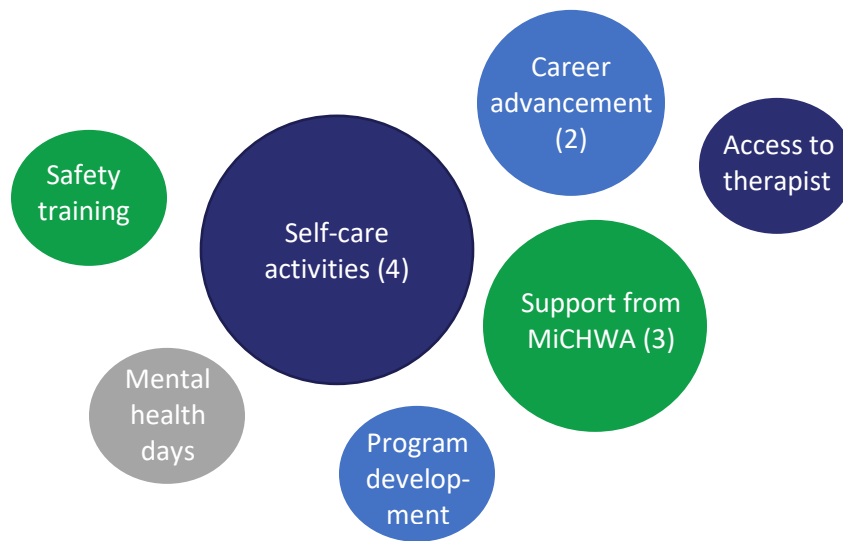 Career
advancement
(2)
Access to
therapist
Safety
training
Self-care
activities (4)
Support from
MiCHWA (3)
Mental
health
days
Program
develop-
ment